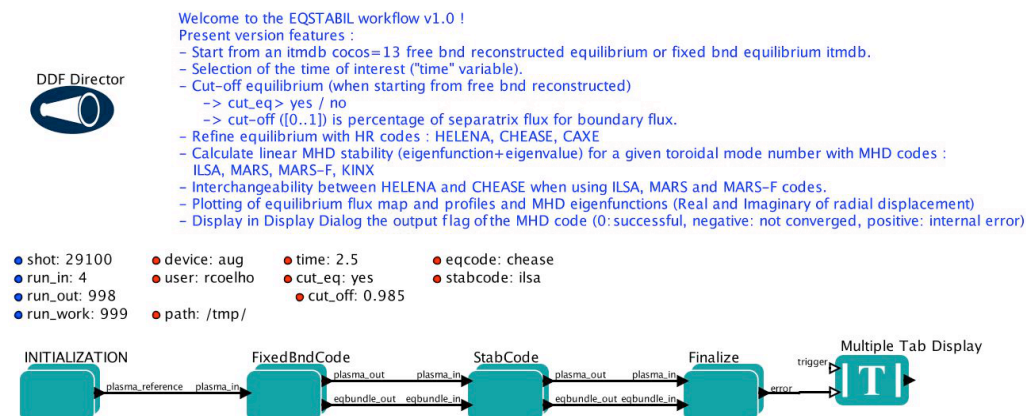 Welcome to the EQSTABIL workflow v1.0 !
Present version features :
– Start from an itmdb cocos=13 free bnd reconstructed equilibrium or fixed bnd equilibrium itmdb.
– Selection of the time of interest ("time" variable).
– Cut-off equilibrium (when starting from free bnd reconstructed)
-> cut_eq> yes / no
-> cut-off ([0..1]) is percentage of separatrix flux for boundary flux.
– Refine equilibrium with HR codes : HELENA, CHEASE, CAXE
– Calculate linear MHD stability (eigenfunction+eigenvalue) for a given toroidal mode number with MHD codes :
ILSA, MARS, MARS-F, KINX
– Interchangeability between HELENA and CHEASE when using ILSA, MARS and MARS-F codes.
– Plotting of equilibrium flux map and profiles and MHD eigenfunctions (Real and Imaginary of radial displacement)
– Display in Display Dialog the output flag of the MHD code (0: successful, negative: not converged, positive: internal error)
DDF Director
shot: 29100 device: aug time: 2.5 eqcode: chease
run_in: 4 user: rcoelho cut_eq: yes stabcode: ilsa
run_out: 998 cut_off: 0.985
run_work: 999 path: /tmp/
INITIALIZATION FixedBndCode StabCode Finalize Multiple Tab Display
plasma_reference plasma_in plasma_out plasma_in plasma_out plasma_in trigger
eqbundle_out eqbundle_in eqbundle_out eqbundle_in error
T